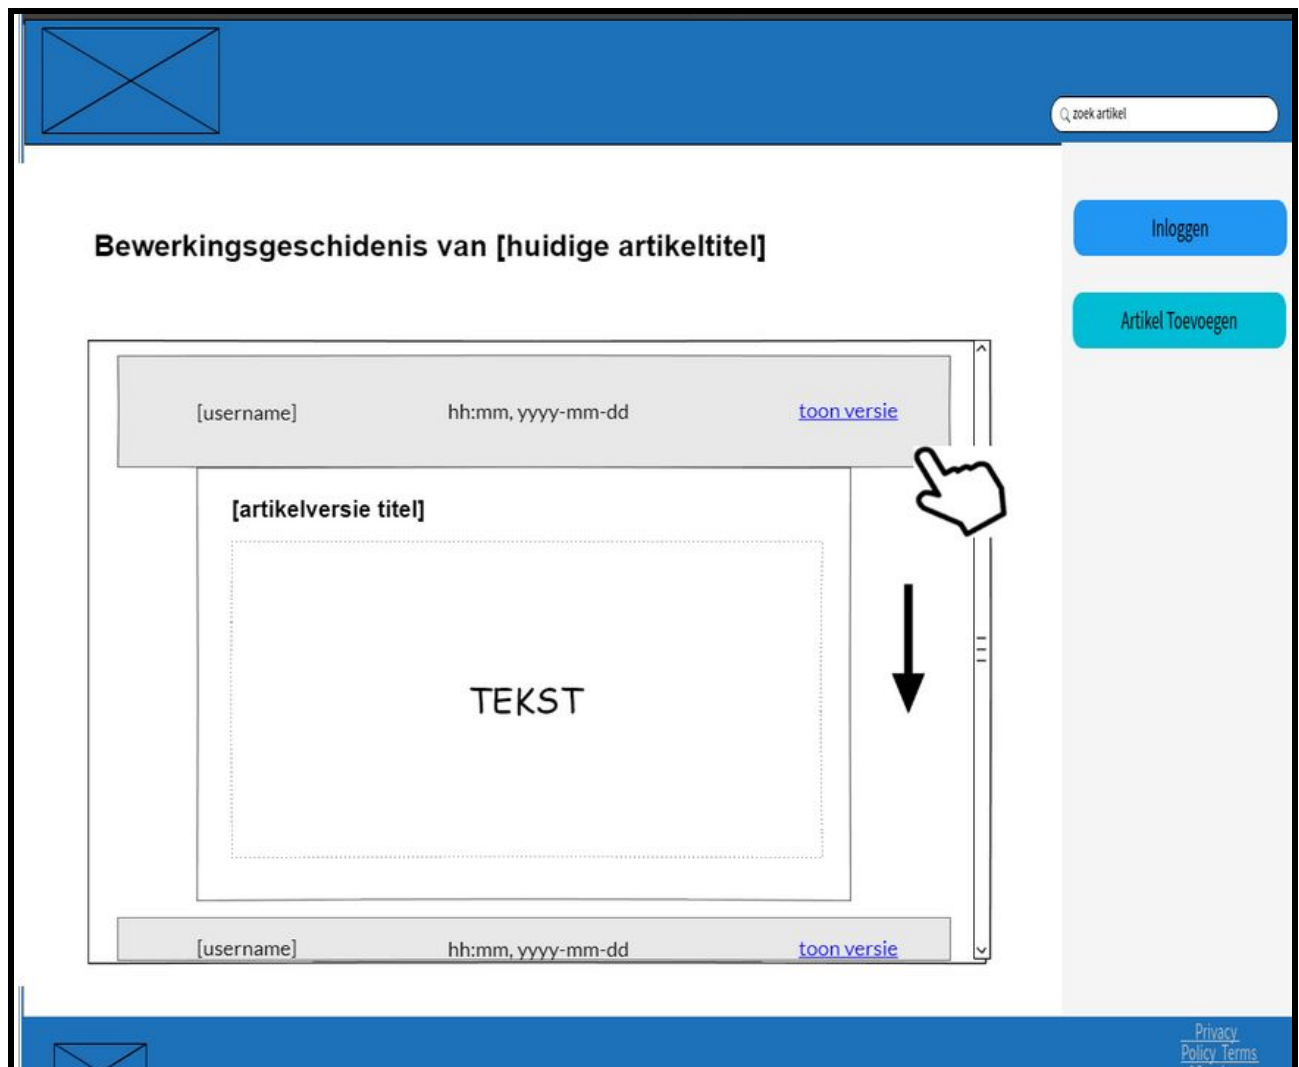 zoek artikel
Inloggen
Artikel Toevoegen
Bewerkingsgeschidenis van [huidige artikeltitel]
[username] hh:mm, yyyy-mm-dd toon versie
[artikelversie titel]
TEKST
[username] hh:mm, yyyy-mm-dd toon versie
Privacy
Policy Terms